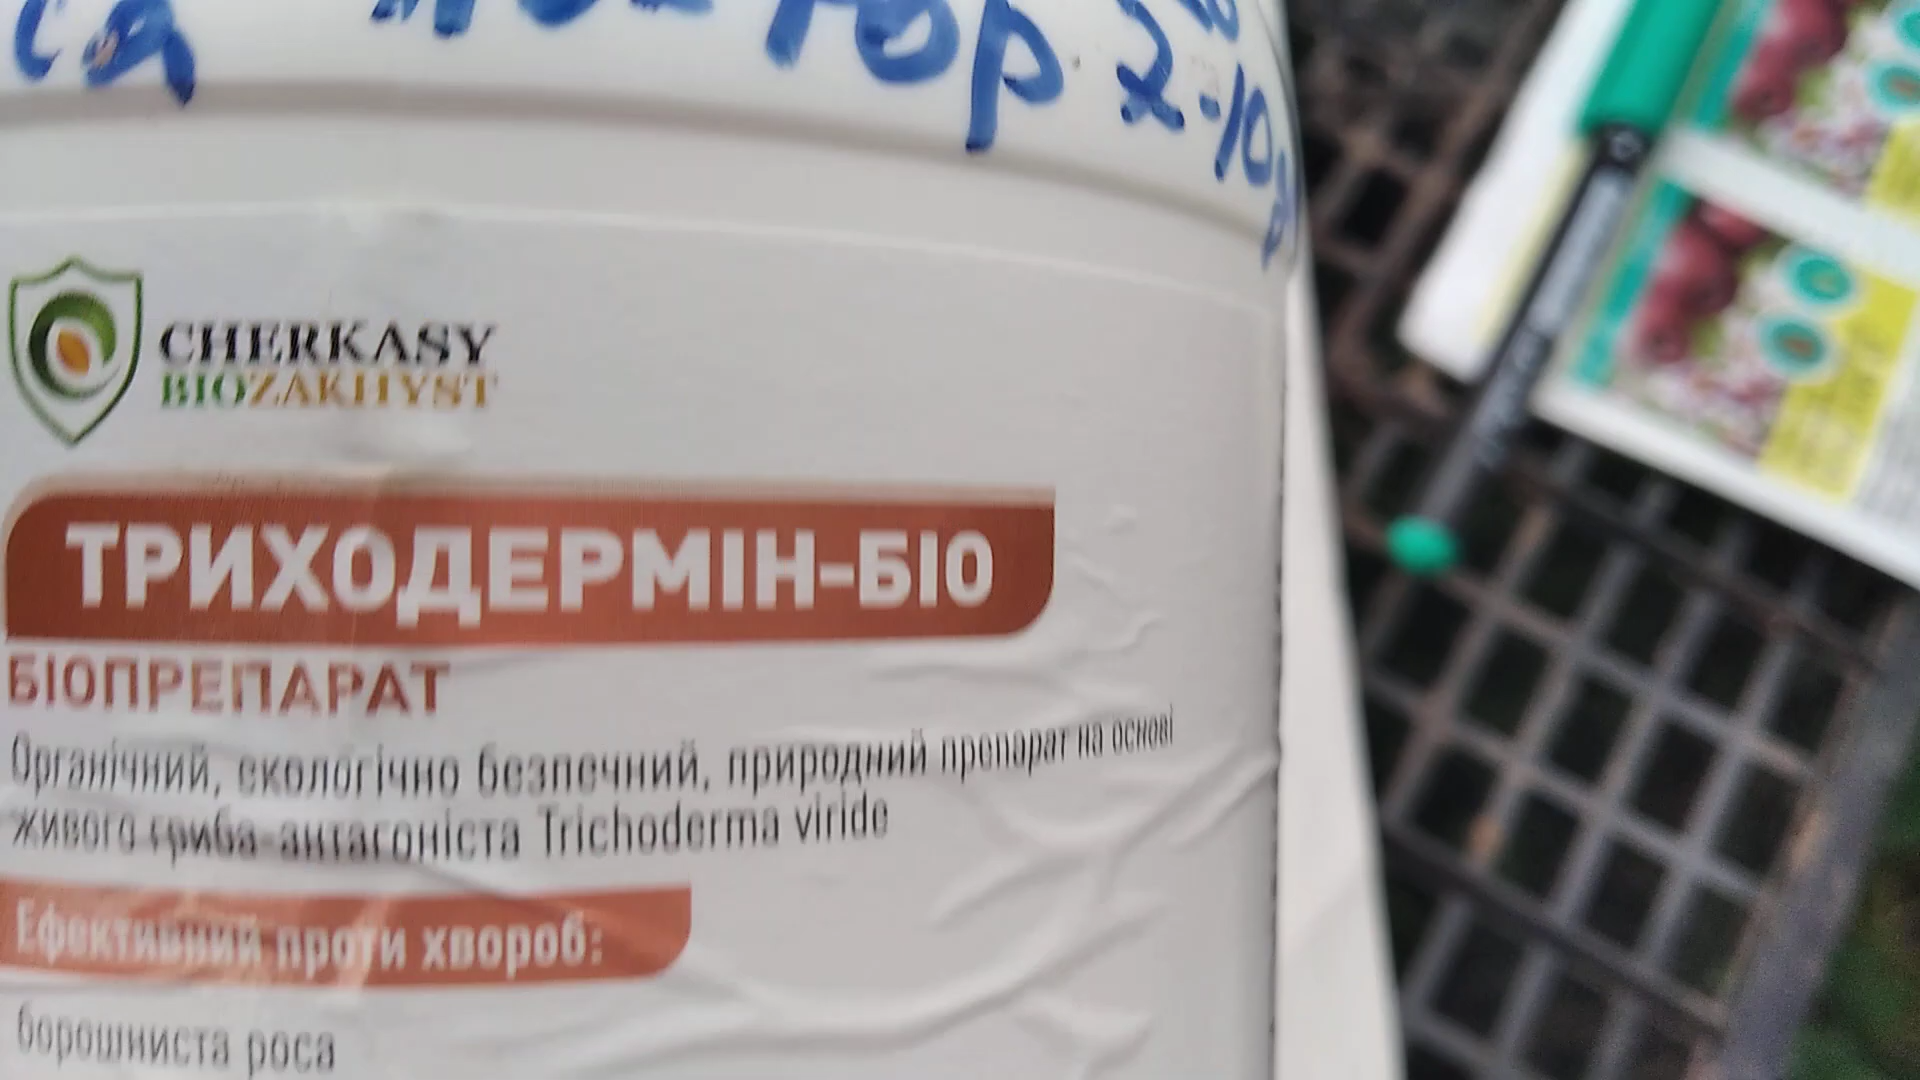 CHERKASY
BIOZAKHYST
ТРИХОДЕРМІН-БІО
БІОПРЕПАРАТ
Органічний, екологічно безпечний, природний препарат на основі
живого гриба-антагоніста Trichoderma viride
Ефективний проти хвороб:
борошниста роса